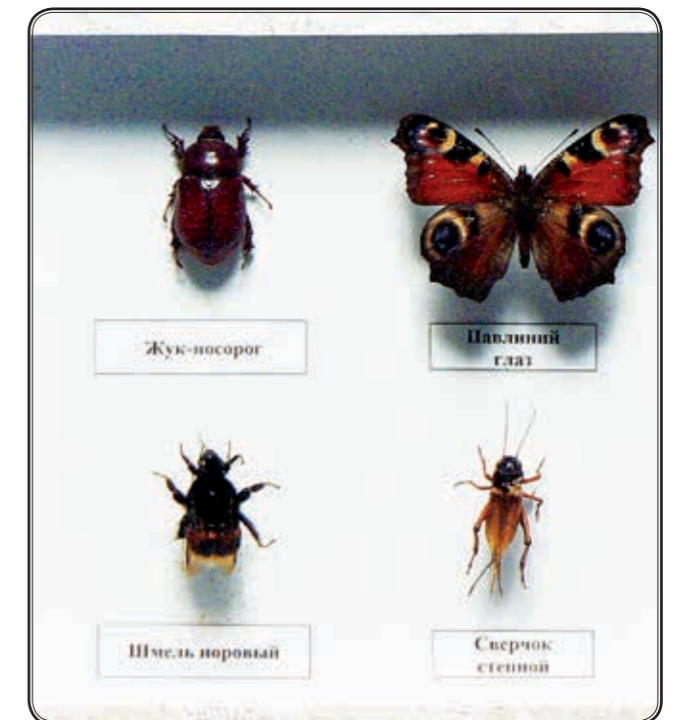 Жук-носорог
Павлиний
глаз
Шмель норовый
Сверчок
степной